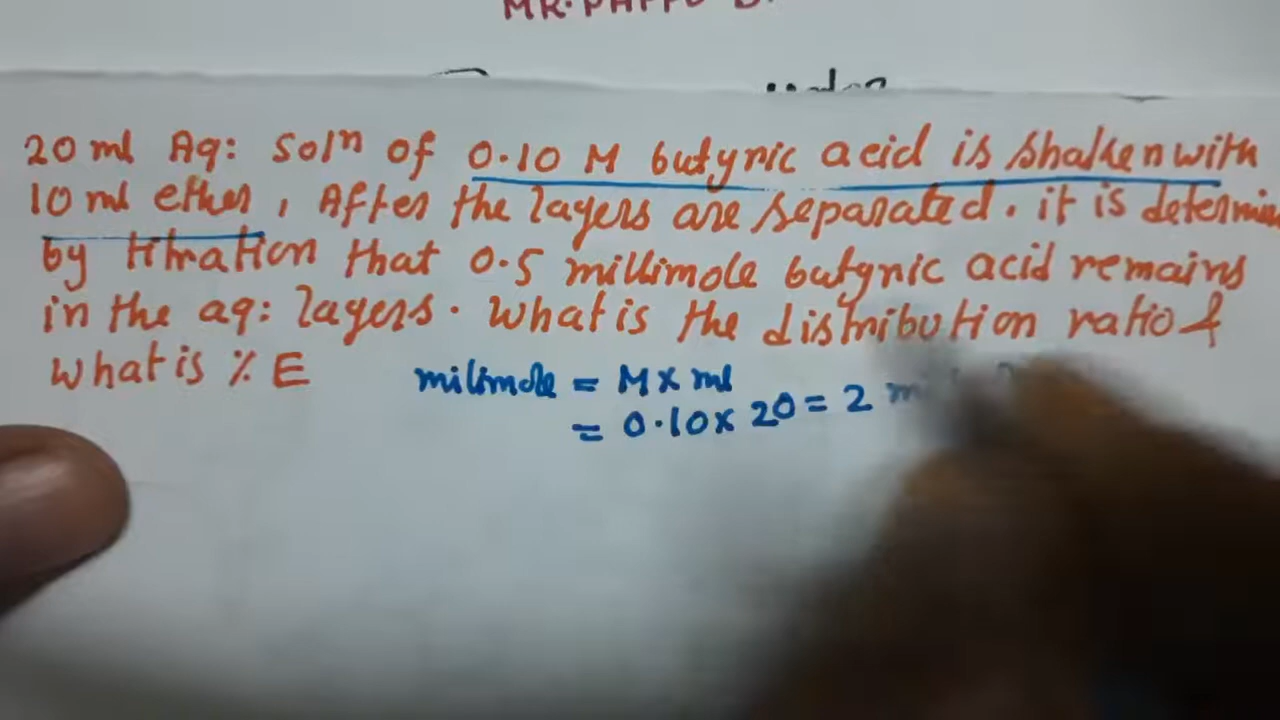 20 ml Aq: Solⁿ of 0.10 M butyric acid is shaken with
10 ml ether, After the layers are separated. it is
by titration that 0.5 millimole butyric acid remains
in the aq: layers. What is the distribution ratio &
What is % E
milimole = M x ml
= 0.10 x 20 = 2